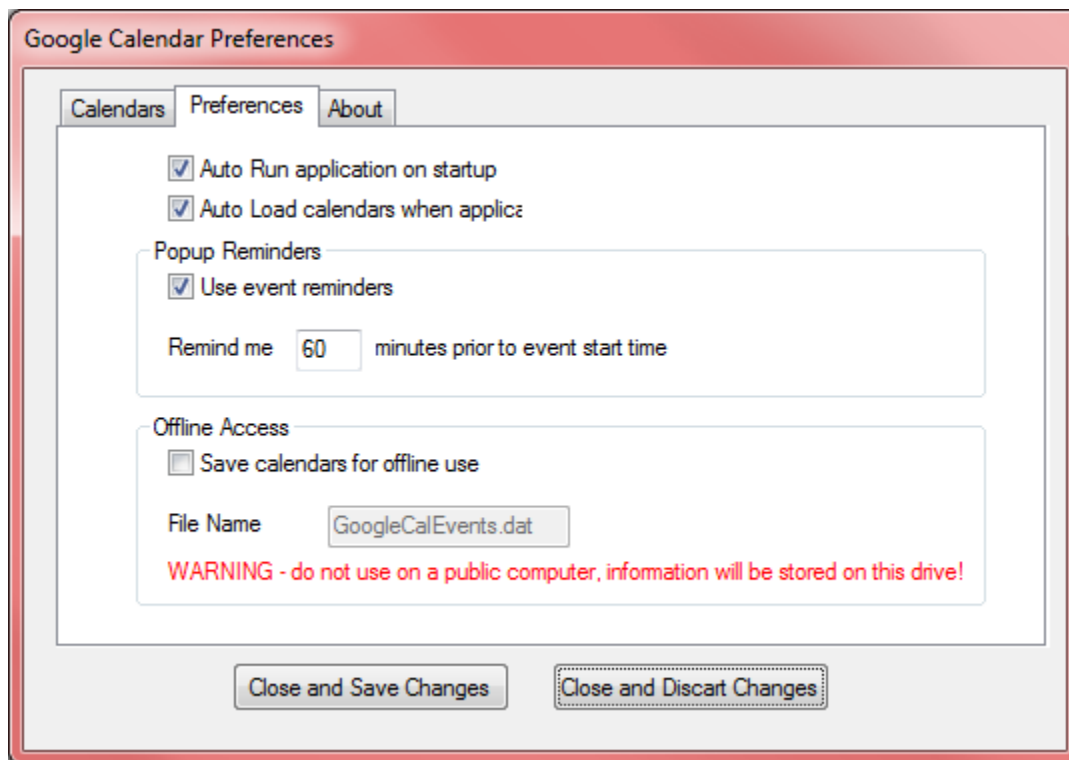 Google Calendar Preferences
Calendars Preferences About
Auto Run application on startup
Auto Load calendars when applica
Popup Reminders
Use event reminders
Remind me 60 minutes prior to event start time
Offline Access
Save calendars for offline use
File Name GoogleCalEvents.dat
WARNING - do not use on a public computer, information will be stored on this drive!
Close and Save Changes Close and Discart Changes